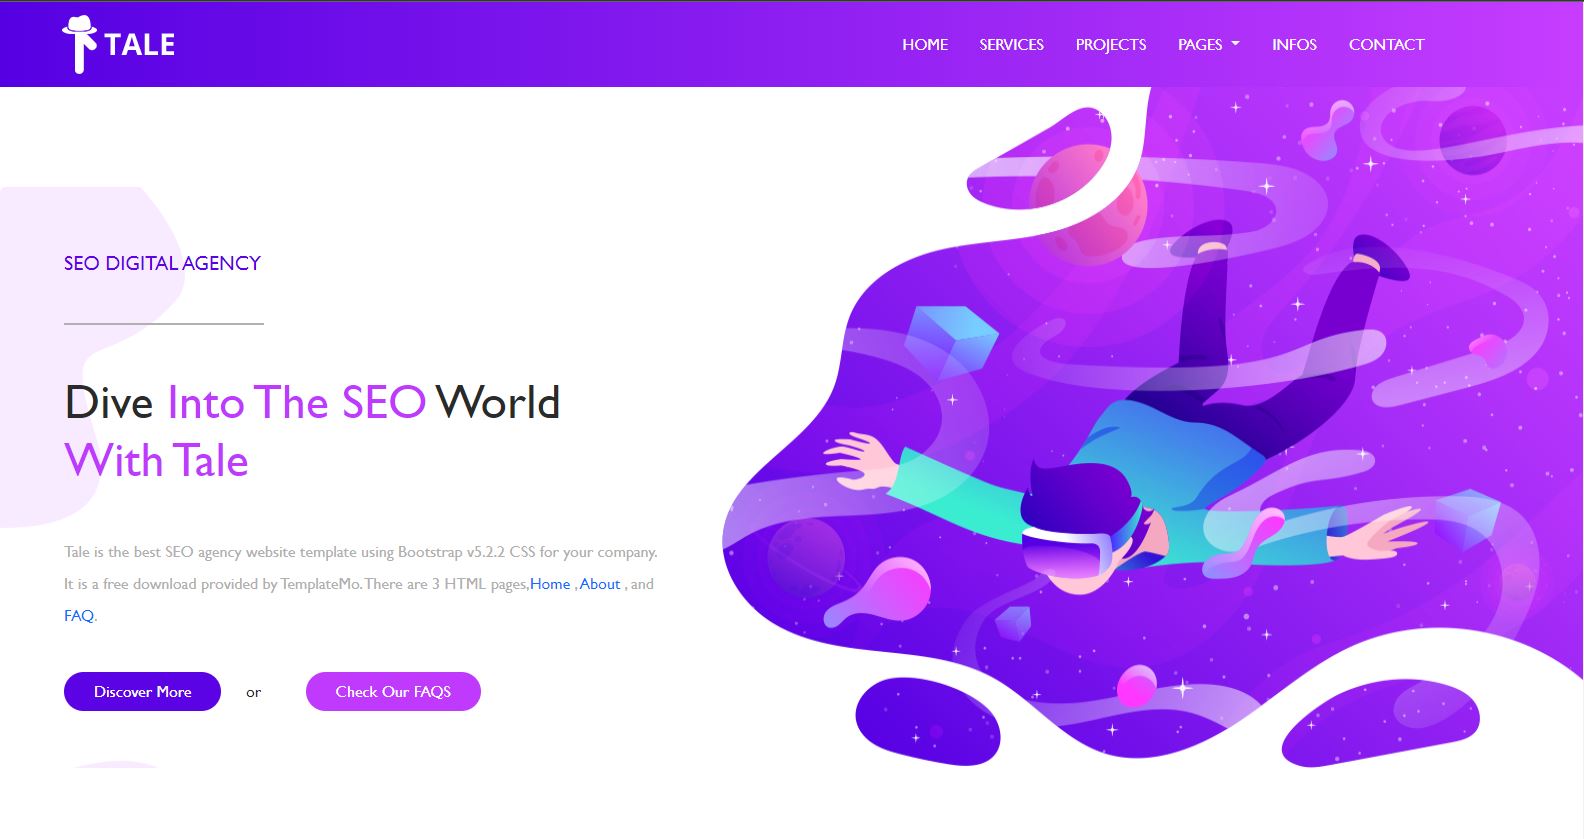 TALE
HOME SERVICES PROJECTS PAGES INFOS CONTACT
SEO DIGITAL AGENCY
Dive Into The SEO World
With Tale
Tale is the best SEO agency website template using Bootstrap v5.2.2 CSS for your company.
It is a free download provided by TemplateMo.There are 3 HTML pages,Home ,About , and
FAQ.
Discover More or Check Our FAQS